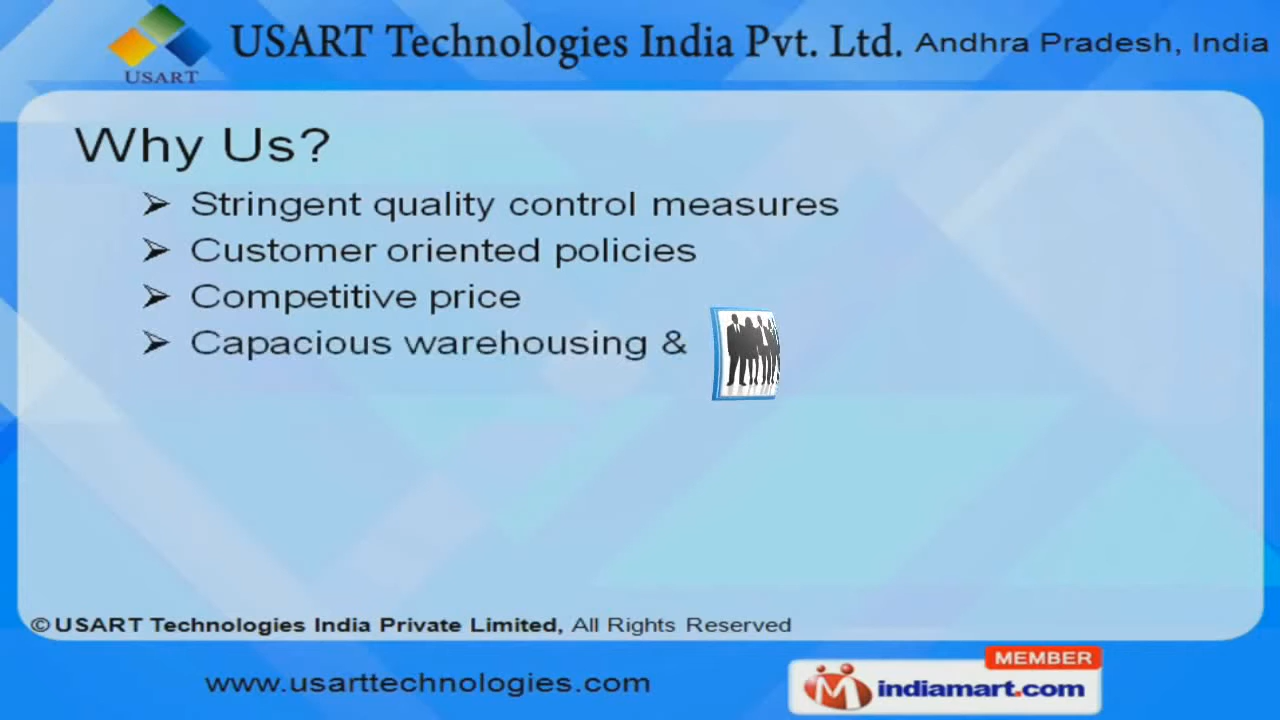 USART
USART Technologies India Pvt. Ltd. Andhra Pradesh, India
Why Us?
➢ Stringent quality control measures
➢ Customer oriented policies
➢ Competitive price
➢ Capacious warehousing &
© USART Technologies India Private Limited, All Rights Reserved
www.usarttechnologies.com
MEMBER
indiamart.com